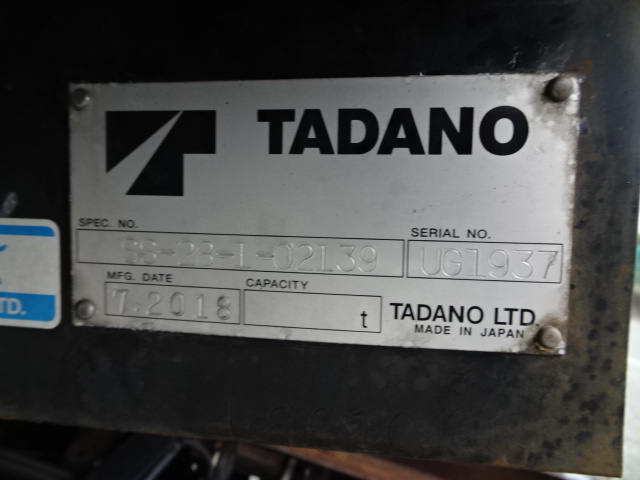 TADANO
SPEC. NO.
SERIAL NO.
SS-28-1-02139
UG1937
MFG. DATE
CAPACITY
7.2018
t
TADANO LTD.
MADE IN JAPAN
TD.